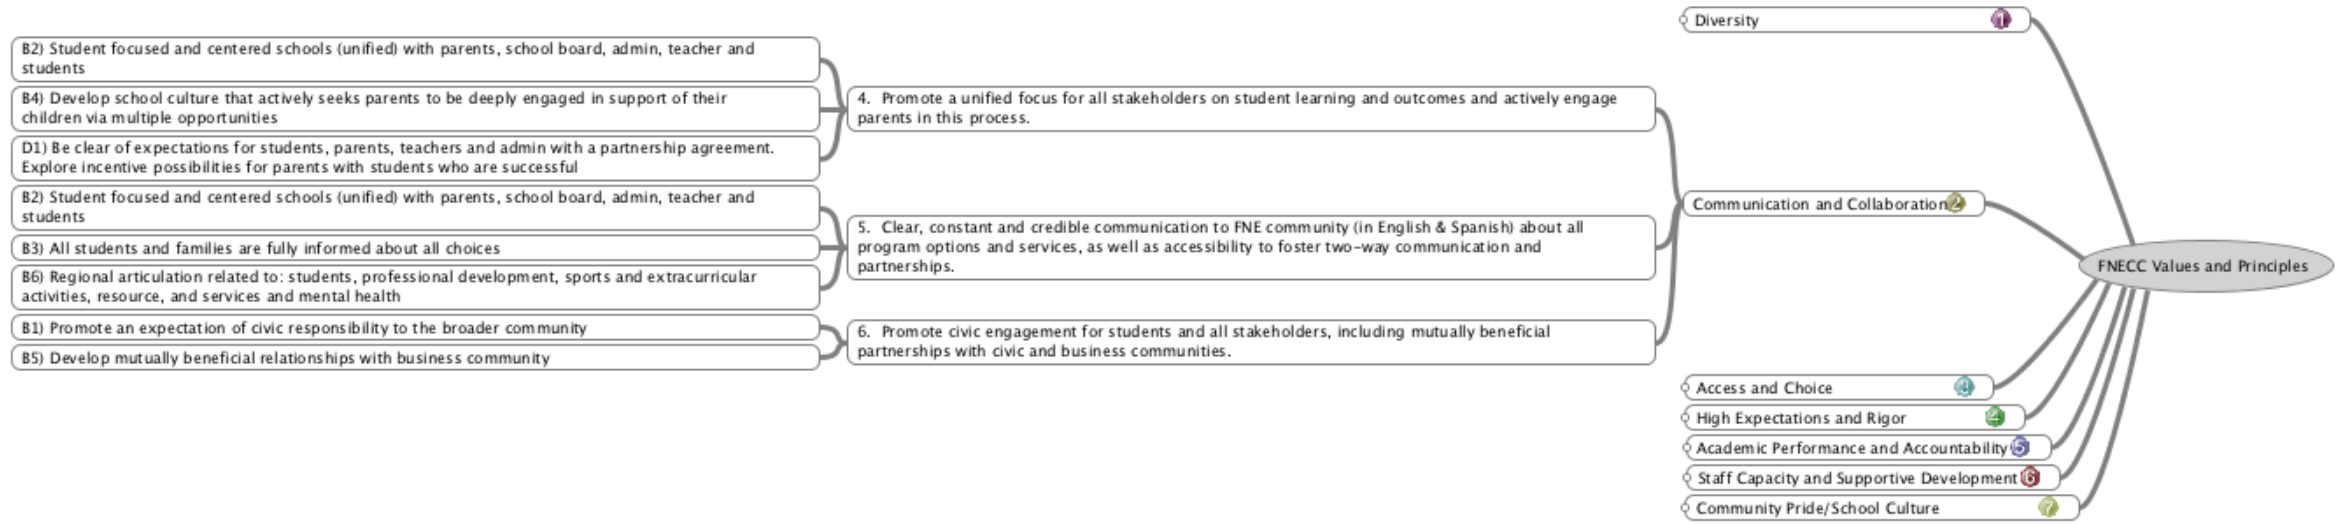 Diversity 1
B2) Student focused and centered schools (unified) with parents, school board, admin, teacher and
students
B4) Develop school culture that actively seeks parents to be deeply engaged in support of their
children via multiple opportunities
D1) Be clear of expectations for students, parents, teachers and admin with a partnership agreement.
Explore incentive possibilities for parents with students who are successful
4. Promote a unified focus for all stakeholders on student learning and outcomes and actively engage
parents in this process.
B2) Student focused and centered schools (unified) with parents, school board, admin, teacher and
students
B3) All students and families are fully informed about all choices
B6) Regional articulation related to: students, professional development, sports and extracurricular
activities, resource, and services and mental health
5. Clear, constant and credible communication to FNE community (in English & Spanish) about all
program options and services, as well as accessibility to foster two-way communication and
partnerships.
B1) Promote an expectation of civic responsibility to the broader community
B5) Develop mutually beneficial relationships with business community
6. Promote civic engagement for students and all stakeholders, including mutually beneficial
partnerships with civic and business communities.
Communication and Collaboration 2
FNECC Values and Principles
Access and Choice 3
High Expectations and Rigor 4
Academic Performance and Accountability 5
Staff Capacity and Supportive Development 6
Community Pride/School Culture 7